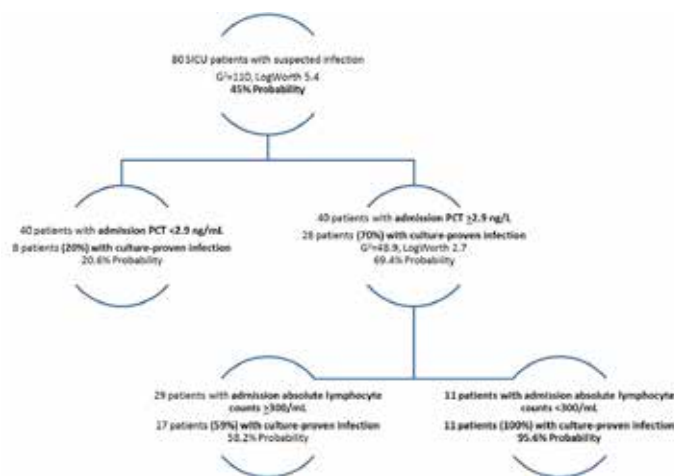 80 SICU patients with suspected infection
G²=110, LogWorth 5.4
45% Probability
40 patients with admission PCT <2.9 ng/mL
8 patients (20%) with culture-proven infection
20.6% Probability
40 patients with admission PCT ≥2.9 ng/L
28 patients (70%) with culture-proven infection
G²=48.9, LogWorth 2.7
69.4% Probability
29 patients with admission absolute lymphocyte
counts ≥300/mL
17 patients (59%) with culture-proven infection
58.2% Probability
11 patients with admission absolute lymphocyte
counts <300/mL
11 patients (100%) with culture-proven infection
95.6% Probability